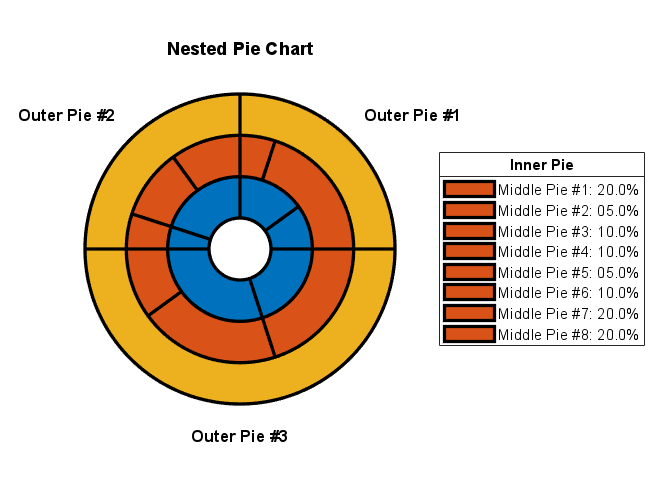 Nested Pie Chart
Outer Pie #2
Outer Pie #1
Inner Pie
Middle Pie #1: 20.0%
Middle Pie #2: 05.0%
Middle Pie #3: 10.0%
Middle Pie #4: 10.0%
Middle Pie #5: 05.0%
Middle Pie #6: 10.0%
Middle Pie #7: 20.0%
Middle Pie #8: 20.0%
Outer Pie #3